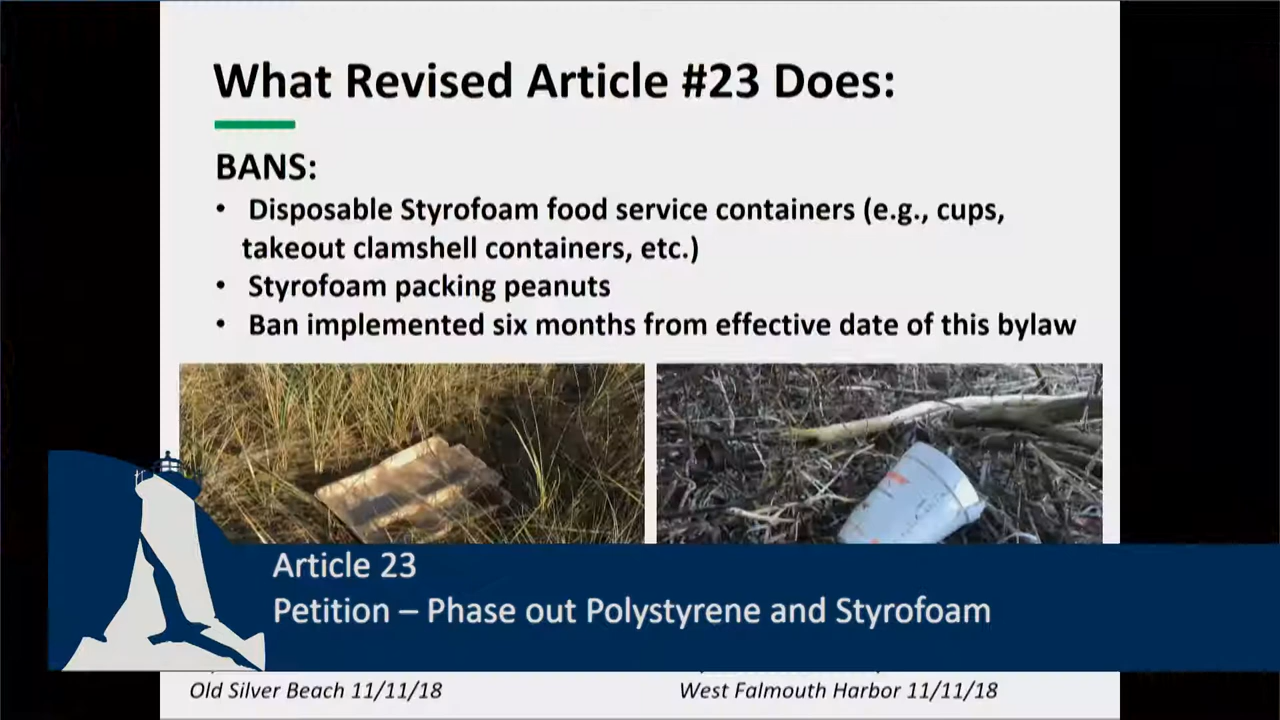 What Revised Article #23 Does:
BANS:
• Disposable Styrofoam food service containers (e.g., cups,
takeout clamshell containers, etc.)
• Styrofoam packing peanuts
• Ban implemented six months from effective date of this bylaw
Article 23
Petition – Phase out Polystyrene and Styrofoam
Old Silver Beach 11/11/18
West Falmouth Harbor 11/11/18